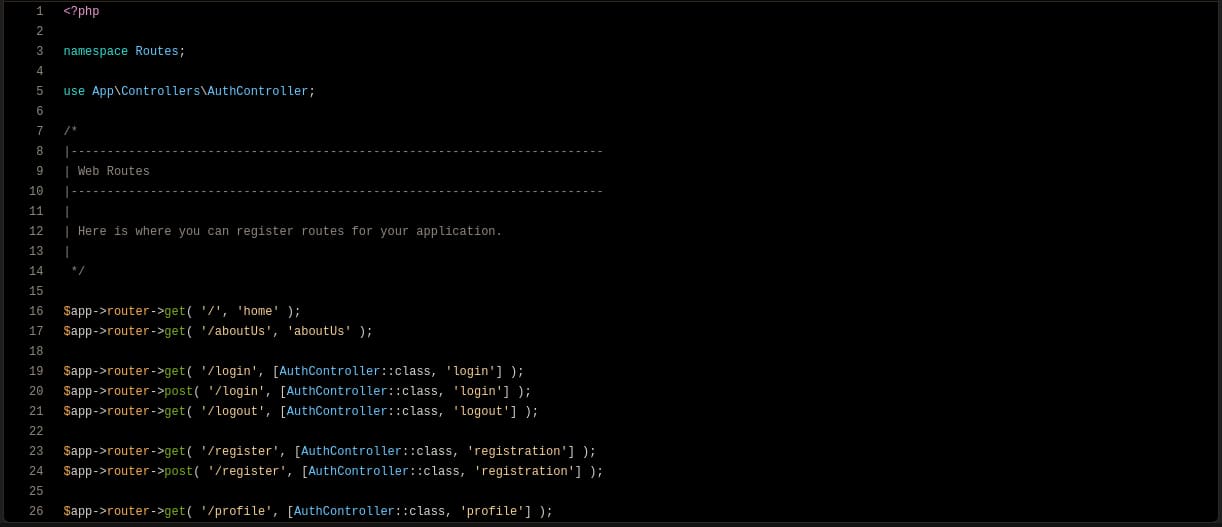 1 <?php
2
3 namespace Routes;
4
5 use App\Controllers\AuthController;
6
7 /*
8 |--------------------------------------------------------------------------
9 | Web Routes
10 |--------------------------------------------------------------------------
11 |
12 | Here is where you can register routes for your application.
13 |
14  */
15
16 $app->router->get( '/', 'home' );
17 $app->router->get( '/aboutUs', 'aboutUs' );
18
19 $app->router->get( '/login', [AuthController::class, 'login'] );
20 $app->router->post( '/login', [AuthController::class, 'login'] );
21 $app->router->get( '/logout', [AuthController::class, 'logout'] );
22
23 $app->router->get( '/register', [AuthController::class, 'registration'] );
24 $app->router->post( '/register', [AuthController::class, 'registration'] );
25
26 $app->router->get( '/profile', [AuthController::class, 'profile'] );